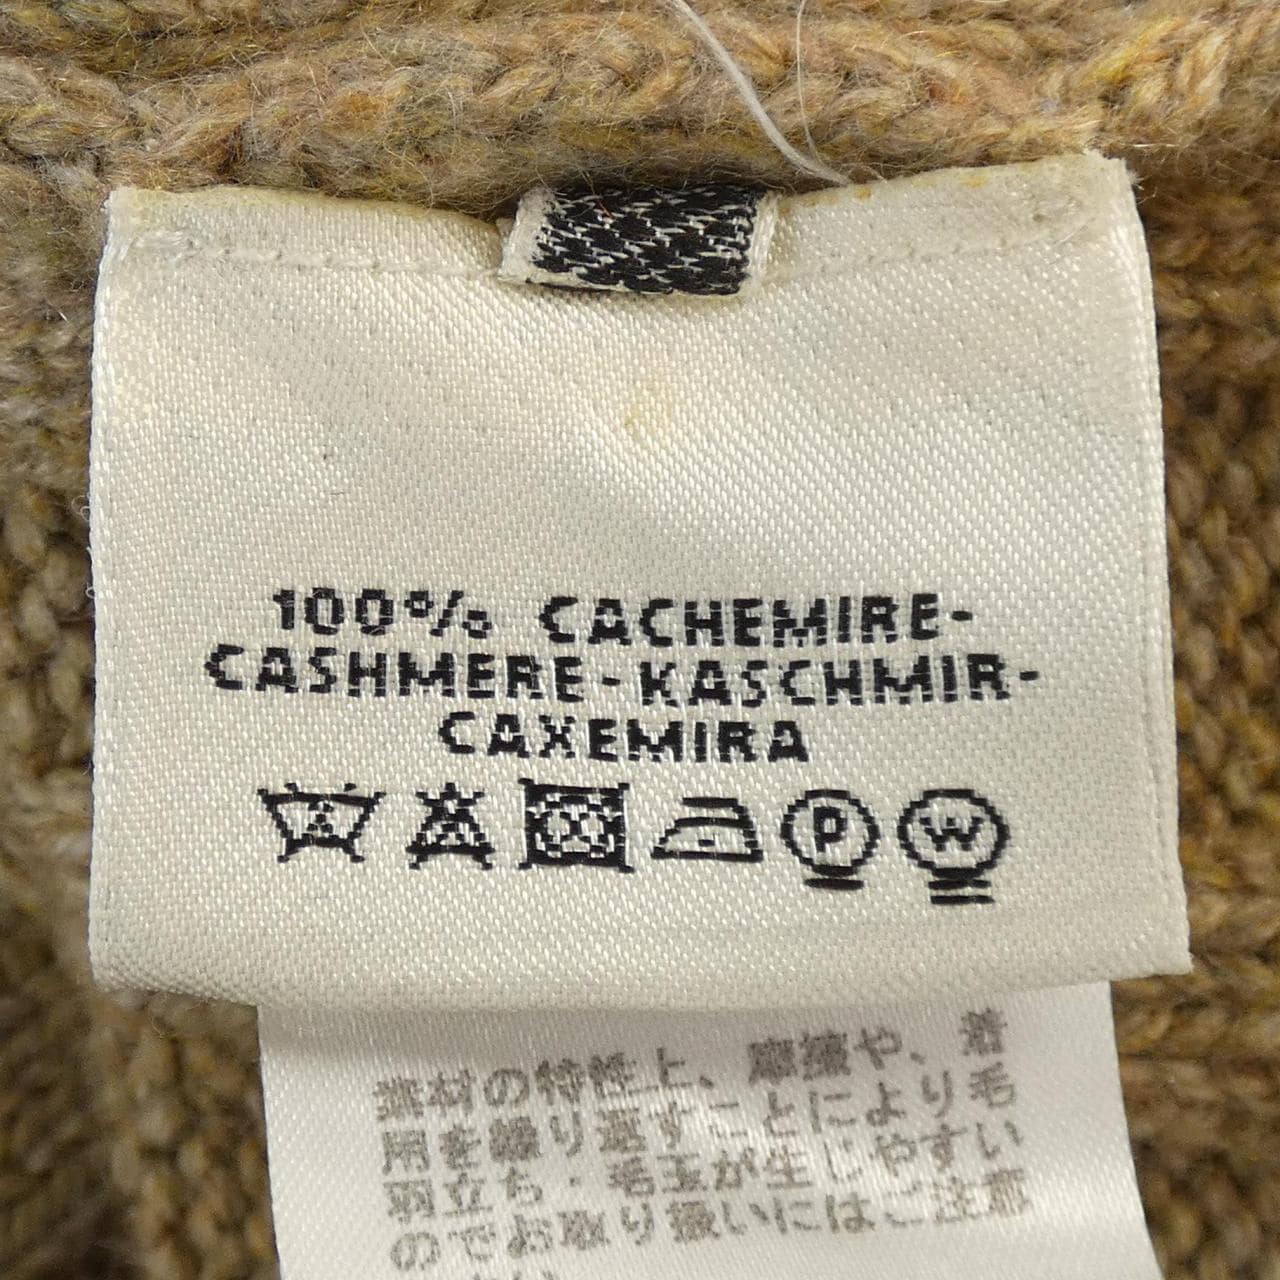 100% CACHEMIRE-
CASHMERE-KASCHMIR-
CAXEMIRA
P
W
素材の特性上、摩擦や、着
用を繰り返すことにより毛
羽立ち・毛玉が生じやすい
のでお取り扱いにはご注意